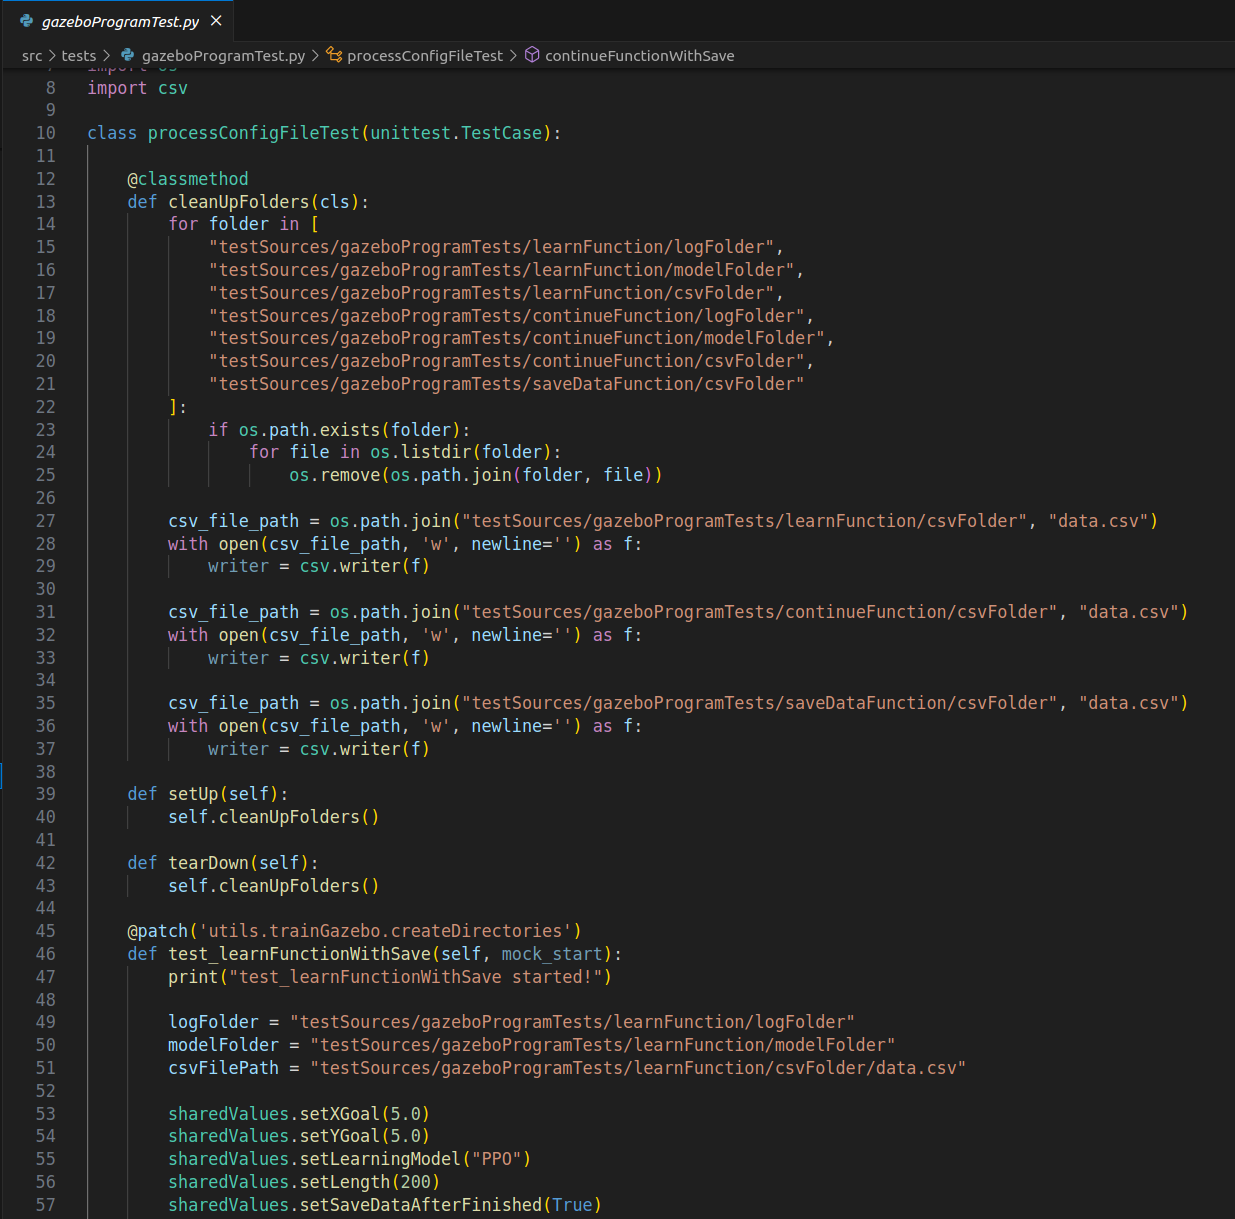 gazeboProgramTest.py
src > tests > gazeboProgramTest.py > processConfigFileTest > continueFunctionWithSave
7 import os
8 import csv
9
10 class processConfigFileTest(unittest.TestCase):
11
12 @classmethod
13 def cleanUpFolders(cls):
14 for folder in [
15 "testSources/gazeboProgramTests/learnFunction/logFolder",
16 "testSources/gazeboProgramTests/learnFunction/modelFolder",
17 "testSources/gazeboProgramTests/learnFunction/csvFolder",
18 "testSources/gazeboProgramTests/continueFunction/logFolder",
19 "testSources/gazeboProgramTests/continueFunction/modelFolder",
20 "testSources/gazeboProgramTests/continueFunction/csvFolder",
21 "testSources/gazeboProgramTests/saveDataFunction/csvFolder"
22 ]:
23 if os.path.exists(folder):
24 for file in os.listdir(folder):
25 os.remove(os.path.join(folder, file))
26
27 csv_file_path = os.path.join("testSources/gazeboProgramTests/learnFunction/csvFolder", "data.csv")
28 with open(csv_file_path, 'w', newline='') as f:
29 writer = csv.writer(f)
30
31 csv_file_path = os.path.join("testSources/gazeboProgramTests/continueFunction/csvFolder", "data.csv")
32 with open(csv_file_path, 'w', newline='') as f:
33 writer = csv.writer(f)
34
35 csv_file_path = os.path.join("testSources/gazeboProgramTests/saveDataFunction/csvFolder", "data.csv")
36 with open(csv_file_path, 'w', newline='') as f:
37 writer = csv.writer(f)
38
39 def setUp(self):
40 self.cleanUpFolders()
41
42 def tearDown(self):
43 self.cleanUpFolders()
44
45 @patch('utils.trainGazebo.createDirectories')
46 def test_learnFunctionWithSave(self, mock_start):
47 print("test_learnFunctionWithSave started!")
48
49 logFolder = "testSources/gazeboProgramTests/learnFunction/logFolder"
50 modelFolder = "testSources/gazeboProgramTests/learnFunction/modelFolder"
51 csvFilePath = "testSources/gazeboProgramTests/learnFunction/csvFolder/data.csv"
52
53 sharedValues.setXGoal(5.0)
54 sharedValues.setYGoal(5.0)
55 sharedValues.setLearningModel("PPO")
56 sharedValues.setLength(200)
57 sharedValues.setSaveDataAfterFinished(True)